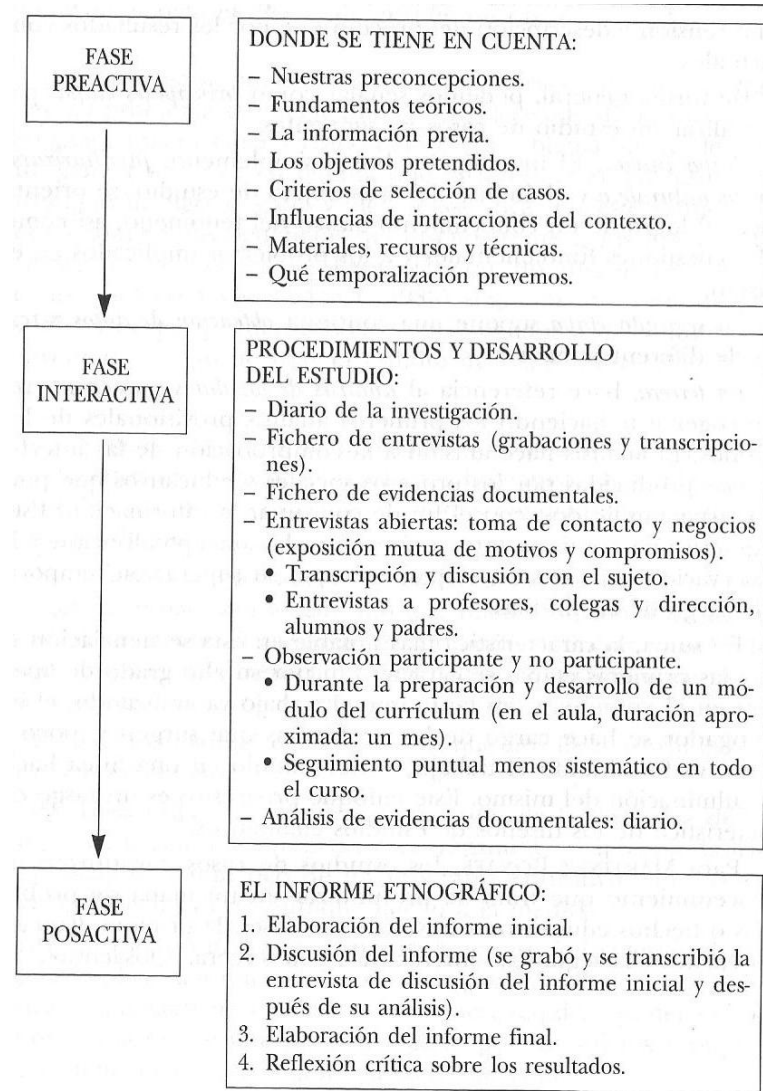 FASE
PREACTIVA
DONDE SE TIENE EN CUENTA:
– Nuestras preconcepciones.
– Fundamentos teóricos.
– La información previa.
– Los objetivos pretendidos.
– Criterios de selección de casos.
– Influencias de interacciones del contexto.
– Materiales, recursos y técnicas.
– Qué temporalización prevemos.
FASE
INTERACTIVA
PROCEDIMIENTOS Y DESARROLLO
DEL ESTUDIO:
– Diario de la investigación.
– Fichero de entrevistas (grabaciones y transcripcio-
nes).
– Fichero de evidencias documentales.
– Entrevistas abiertas: toma de contacto y negocios
(exposición mutua de motivos y compromisos).
• Transcripción y discusión con el sujeto.
• Entrevistas a profesores, colegas y dirección,
alumnos y padres.
– Observación participante y no participante.
• Durante la preparación y desarrollo de un mó-
dulo del currículum (en el aula, duración apro-
ximada: un mes).
• Seguimiento puntual menos sistemático en todo
el curso.
– Análisis de evidencias documentales: diario.
FASE
POSACTIVA
EL INFORME ETNOGRÁFICO:
1. Elaboración del informe inicial.
2. Discusión del informe (se grabó y se transcribió la
entrevista de discusión del informe inicial y des-
pués de su análisis).
3. Elaboración del informe final.
4. Reflexión crítica sobre los resultados.